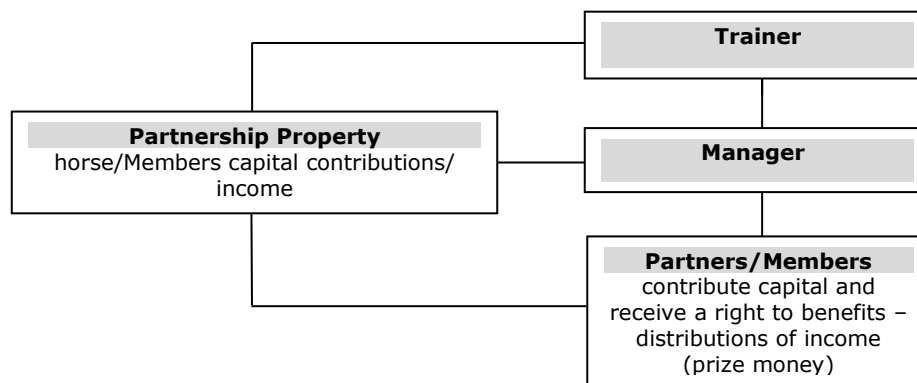 Trainer
Partnership Property
horse/Members capital contributions/
income
Manager
Partners/Members
contribute capital and
receive a right to benefits –
distributions of income
(prize money)